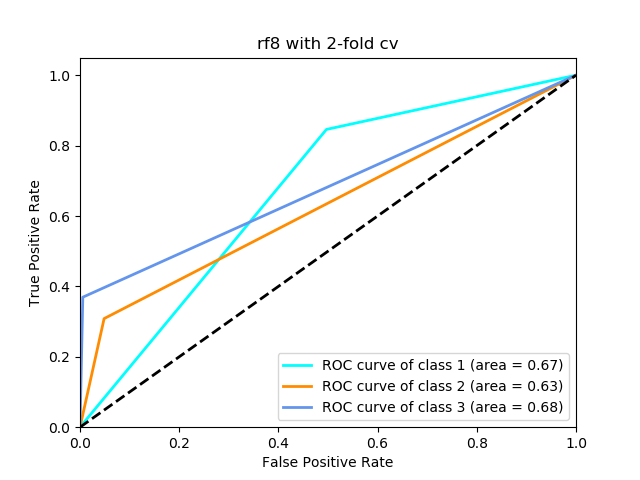 rf8 with 2-fold cv
1.0
0.8
0.6
0.4
0.2
0.0
True Positive Rate
ROC curve of class 1 (area = 0.67)
ROC curve of class 2 (area = 0.63)
ROC curve of class 3 (area = 0.68)
0.0 0.2 0.4 0.6 0.8 1.0
False Positive Rate